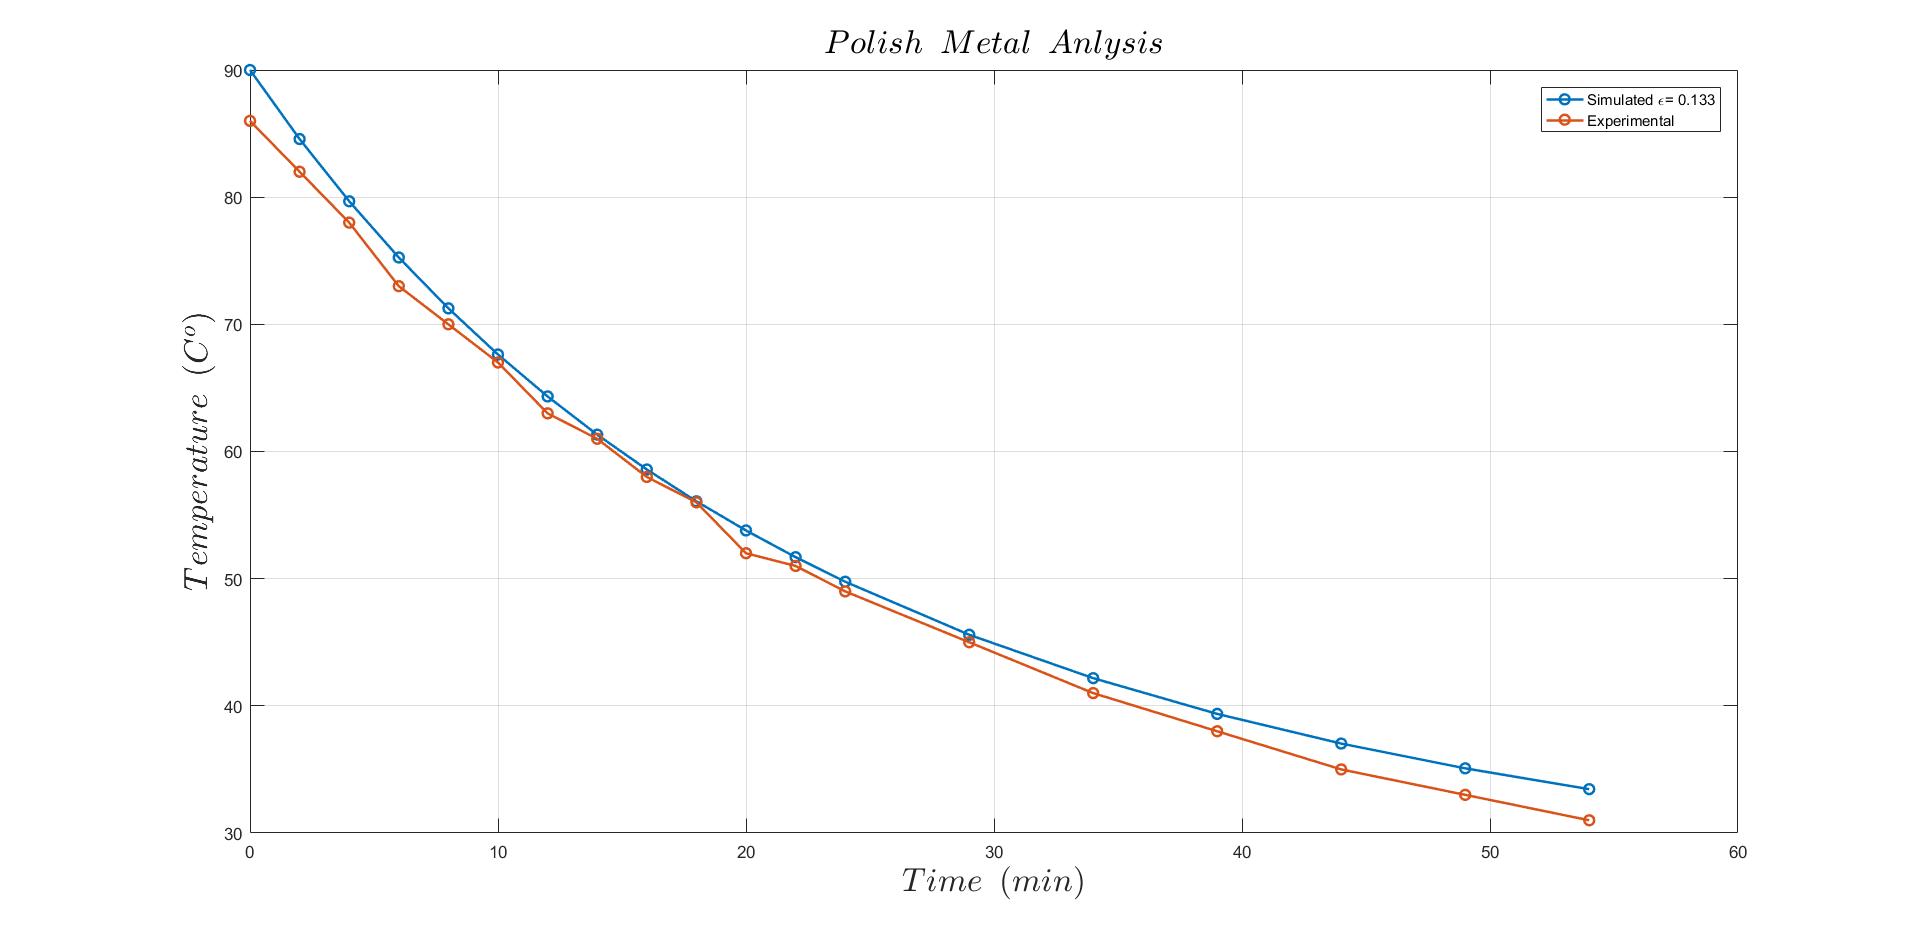 Polish Metal Anlysis
Simulated ϵ= 0.133
Experimental
Temperature (C°)
90
80
70
60
50
40
30
0 10 20 30 40 50 60
Time (min)